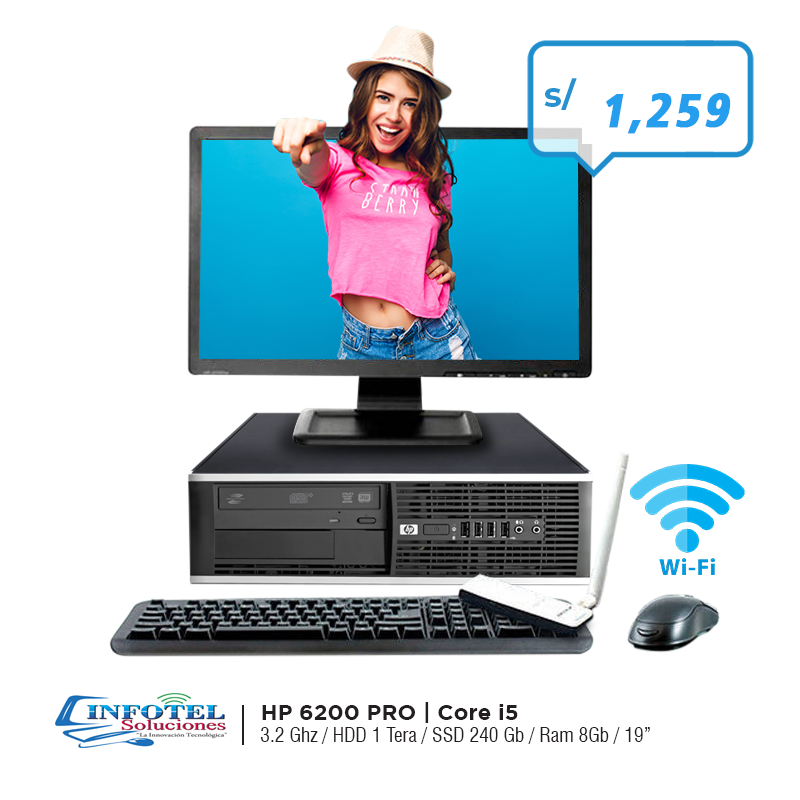 s/ 1,259
STRAW
BERRY
hp
Wi-Fi
INFOTEL
Soluciones
"La Innovación Tecnológica"
HP 6200 PRO | Core i5
3.2 Ghz / HDD 1 Tera / SSD 240 Gb / Ram 8Gb / 19”